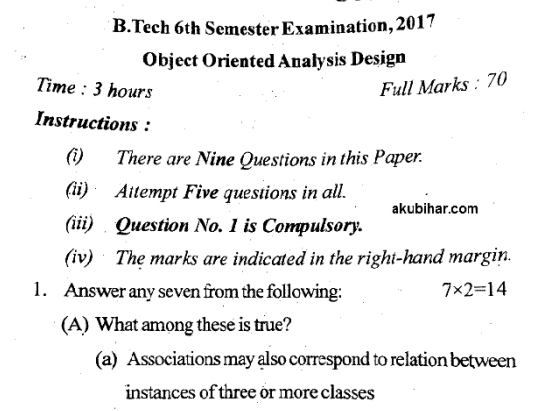 B.Tech 6th Semester Examination, 2017
Object Oriented Analysis Design
Time : 3 hours Full Marks : 70
Instructions :
(i) There are Nine Questions in this Paper.
(ii) Attempt Five questions in all.
akubihar.com
(iii) Question No. 1 is Compulsory.
(iv) The marks are indicated in the right-hand margin.
1. Answer any seven from the following: 7×2=14
(A) What among these is true?
(a) Associations may also correspond to relation between
instances of three or more classes